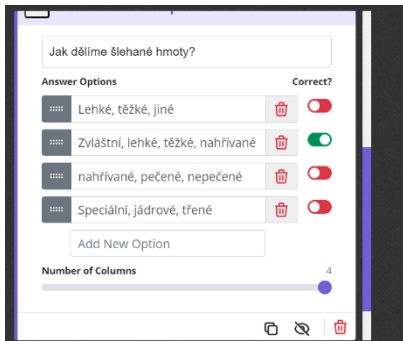 Jak dělíme šlehané hmoty?
Answer Options Correct?
Lehké, těžké, jiné
Zvláštní, lehké, těžké, nahřívané
nahřívané, pečené, nepečené
Speciální, jádrové, třené
Add New Option
Number of Columns 4